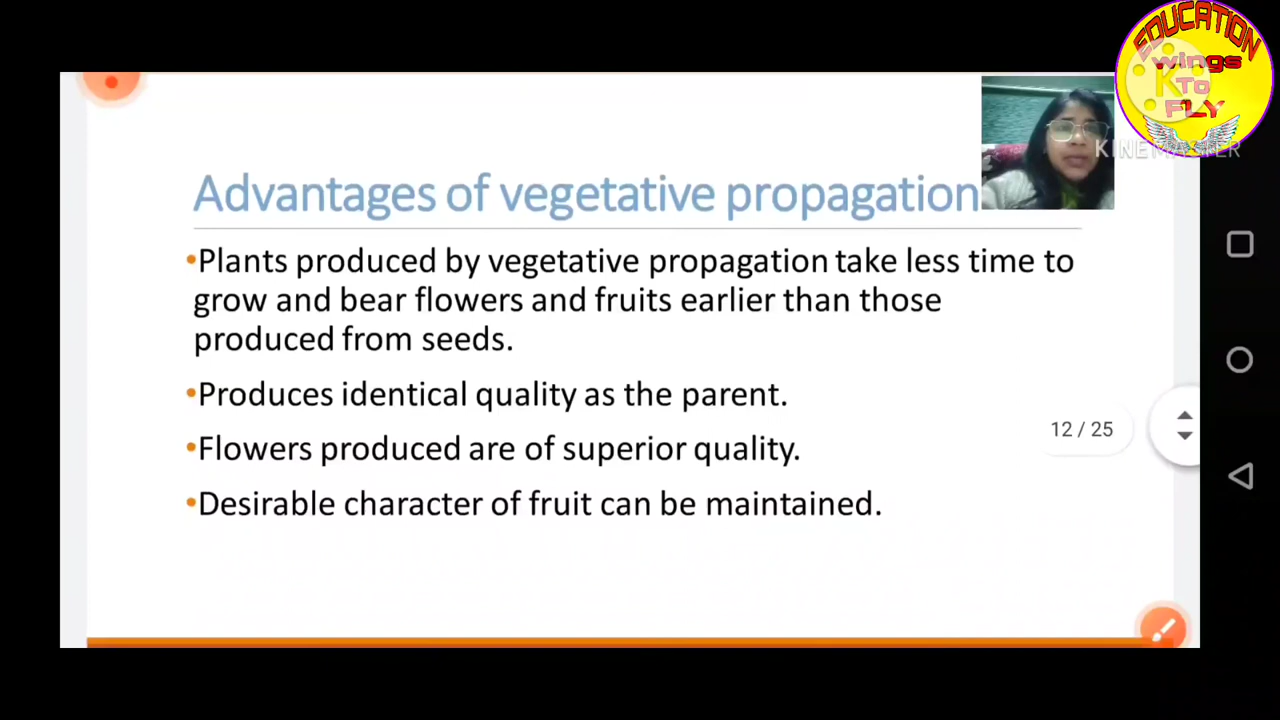 EDUCATION
wings
To
FLY
KINEMASTER
Advantages of vegetative propagation
•Plants produced by vegetative propagation take less time to
grow and bear flowers and fruits earlier than those
produced from seeds.
•Produces identical quality as the parent.
12 / 25
•Flowers produced are of superior quality.
•Desirable character of fruit can be maintained.